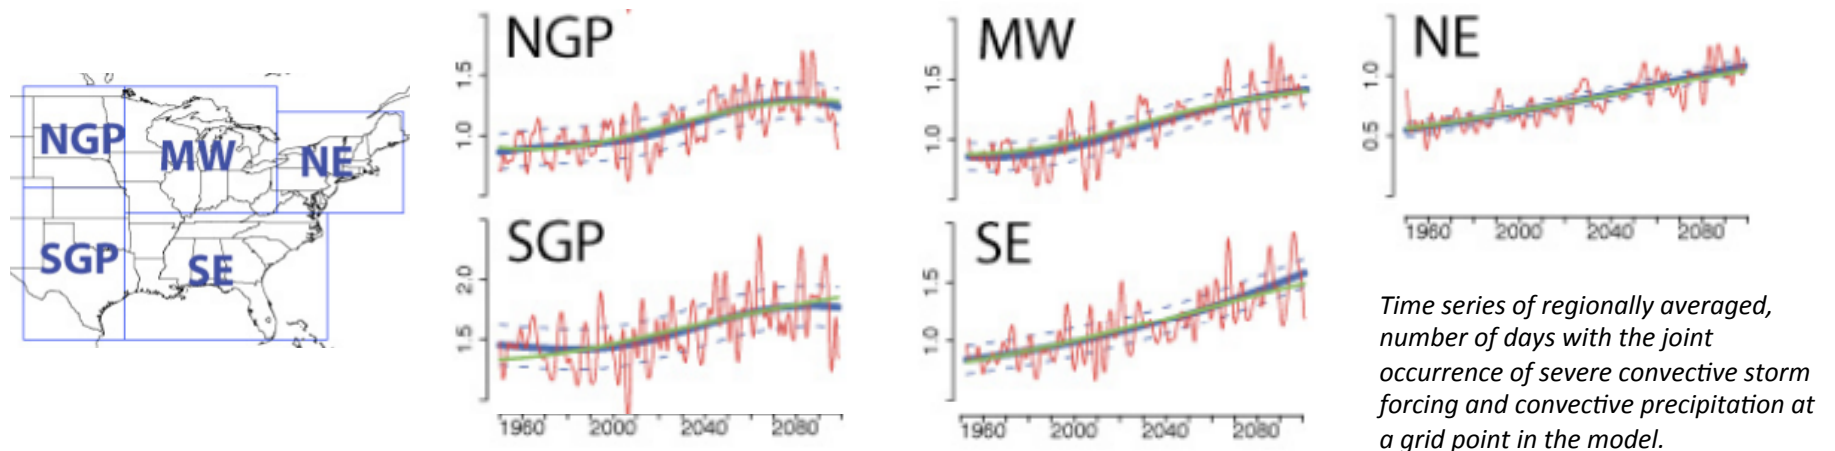 NGP
MW
NE
SGP
SE
NGP
1.5
1.0
SGP
2.0
1.5
1960 2000 2040 2080
MW
1.5
1.0
SE
1.5
1.0
1960 2000 2040 2080
NE
1.0
0.5
1960 2000 2040 2080
Time series of regionally averaged,
number of days with the joint
occurrence of severe convective storm
forcing and convective precipitation at
a grid point in the model.